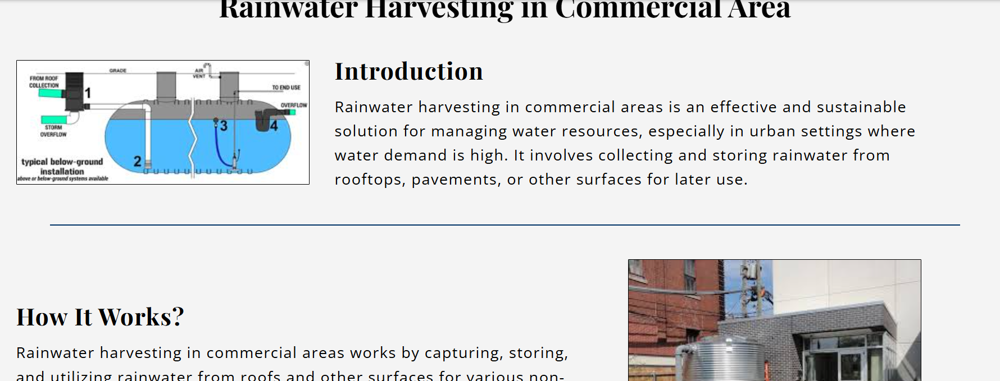 Rainwater Harvesting in Commercial Area
GRADE
AIR
VENT
FROM ROOF
COLLECTION
1
TO END USE
OVERFLOW
STORM
OVERFLOW
3
4
2
typical below-ground
installation
above or below-ground systems available
Introduction
Rainwater harvesting in commercial areas is an effective and sustainable
solution for managing water resources, especially in urban settings where
water demand is high. It involves collecting and storing rainwater from
rooftops, pavements, or other surfaces for later use.
How It Works?
Rainwater harvesting in commercial areas works by capturing, storing,
and utilizing rainwater from roofs and other surfaces for various non-